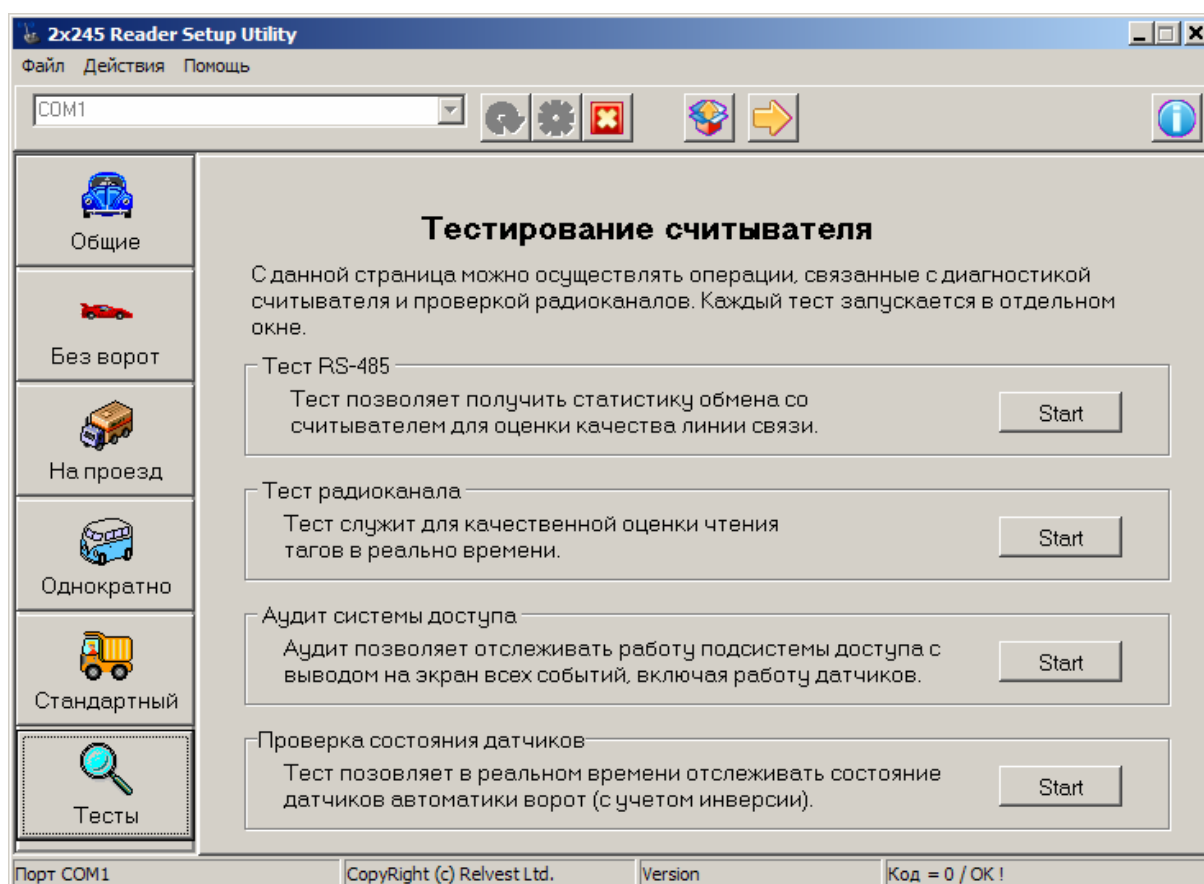 2x245 Reader Setup Utility
Файл Действия Помощь
COM1
Общие
Без ворот
На проезд
Однократно
Стандартный
Тесты
Тестирование считывателя
С данной страница можно осуществлять операции, связанные с диагностикой
считывателя и проверкой радиоканалов. Каждый тест запускается в отдельном
окне.
Тест RS-485
Тест позволяет получить статистику обмена со
считывателем для оценки качества линии связи.
Start
Тест радиоканала
Тест служит для качественной оценки чтения
тагов в реально времени.
Start
Аудит системы доступа
Аудит позволяет отслеживать работу подсистемы доступа с
выводом на экран всех событий, включая работу датчиков.
Start
Проверка состояния датчиков
Тест позовляет в реальном времени отслеживать состояние
датчиков автоматики ворот (с учетом инверсии).
Start
Порт COM1
CopyRight (c) Relvest Ltd.
Version
Код = 0 / OK !